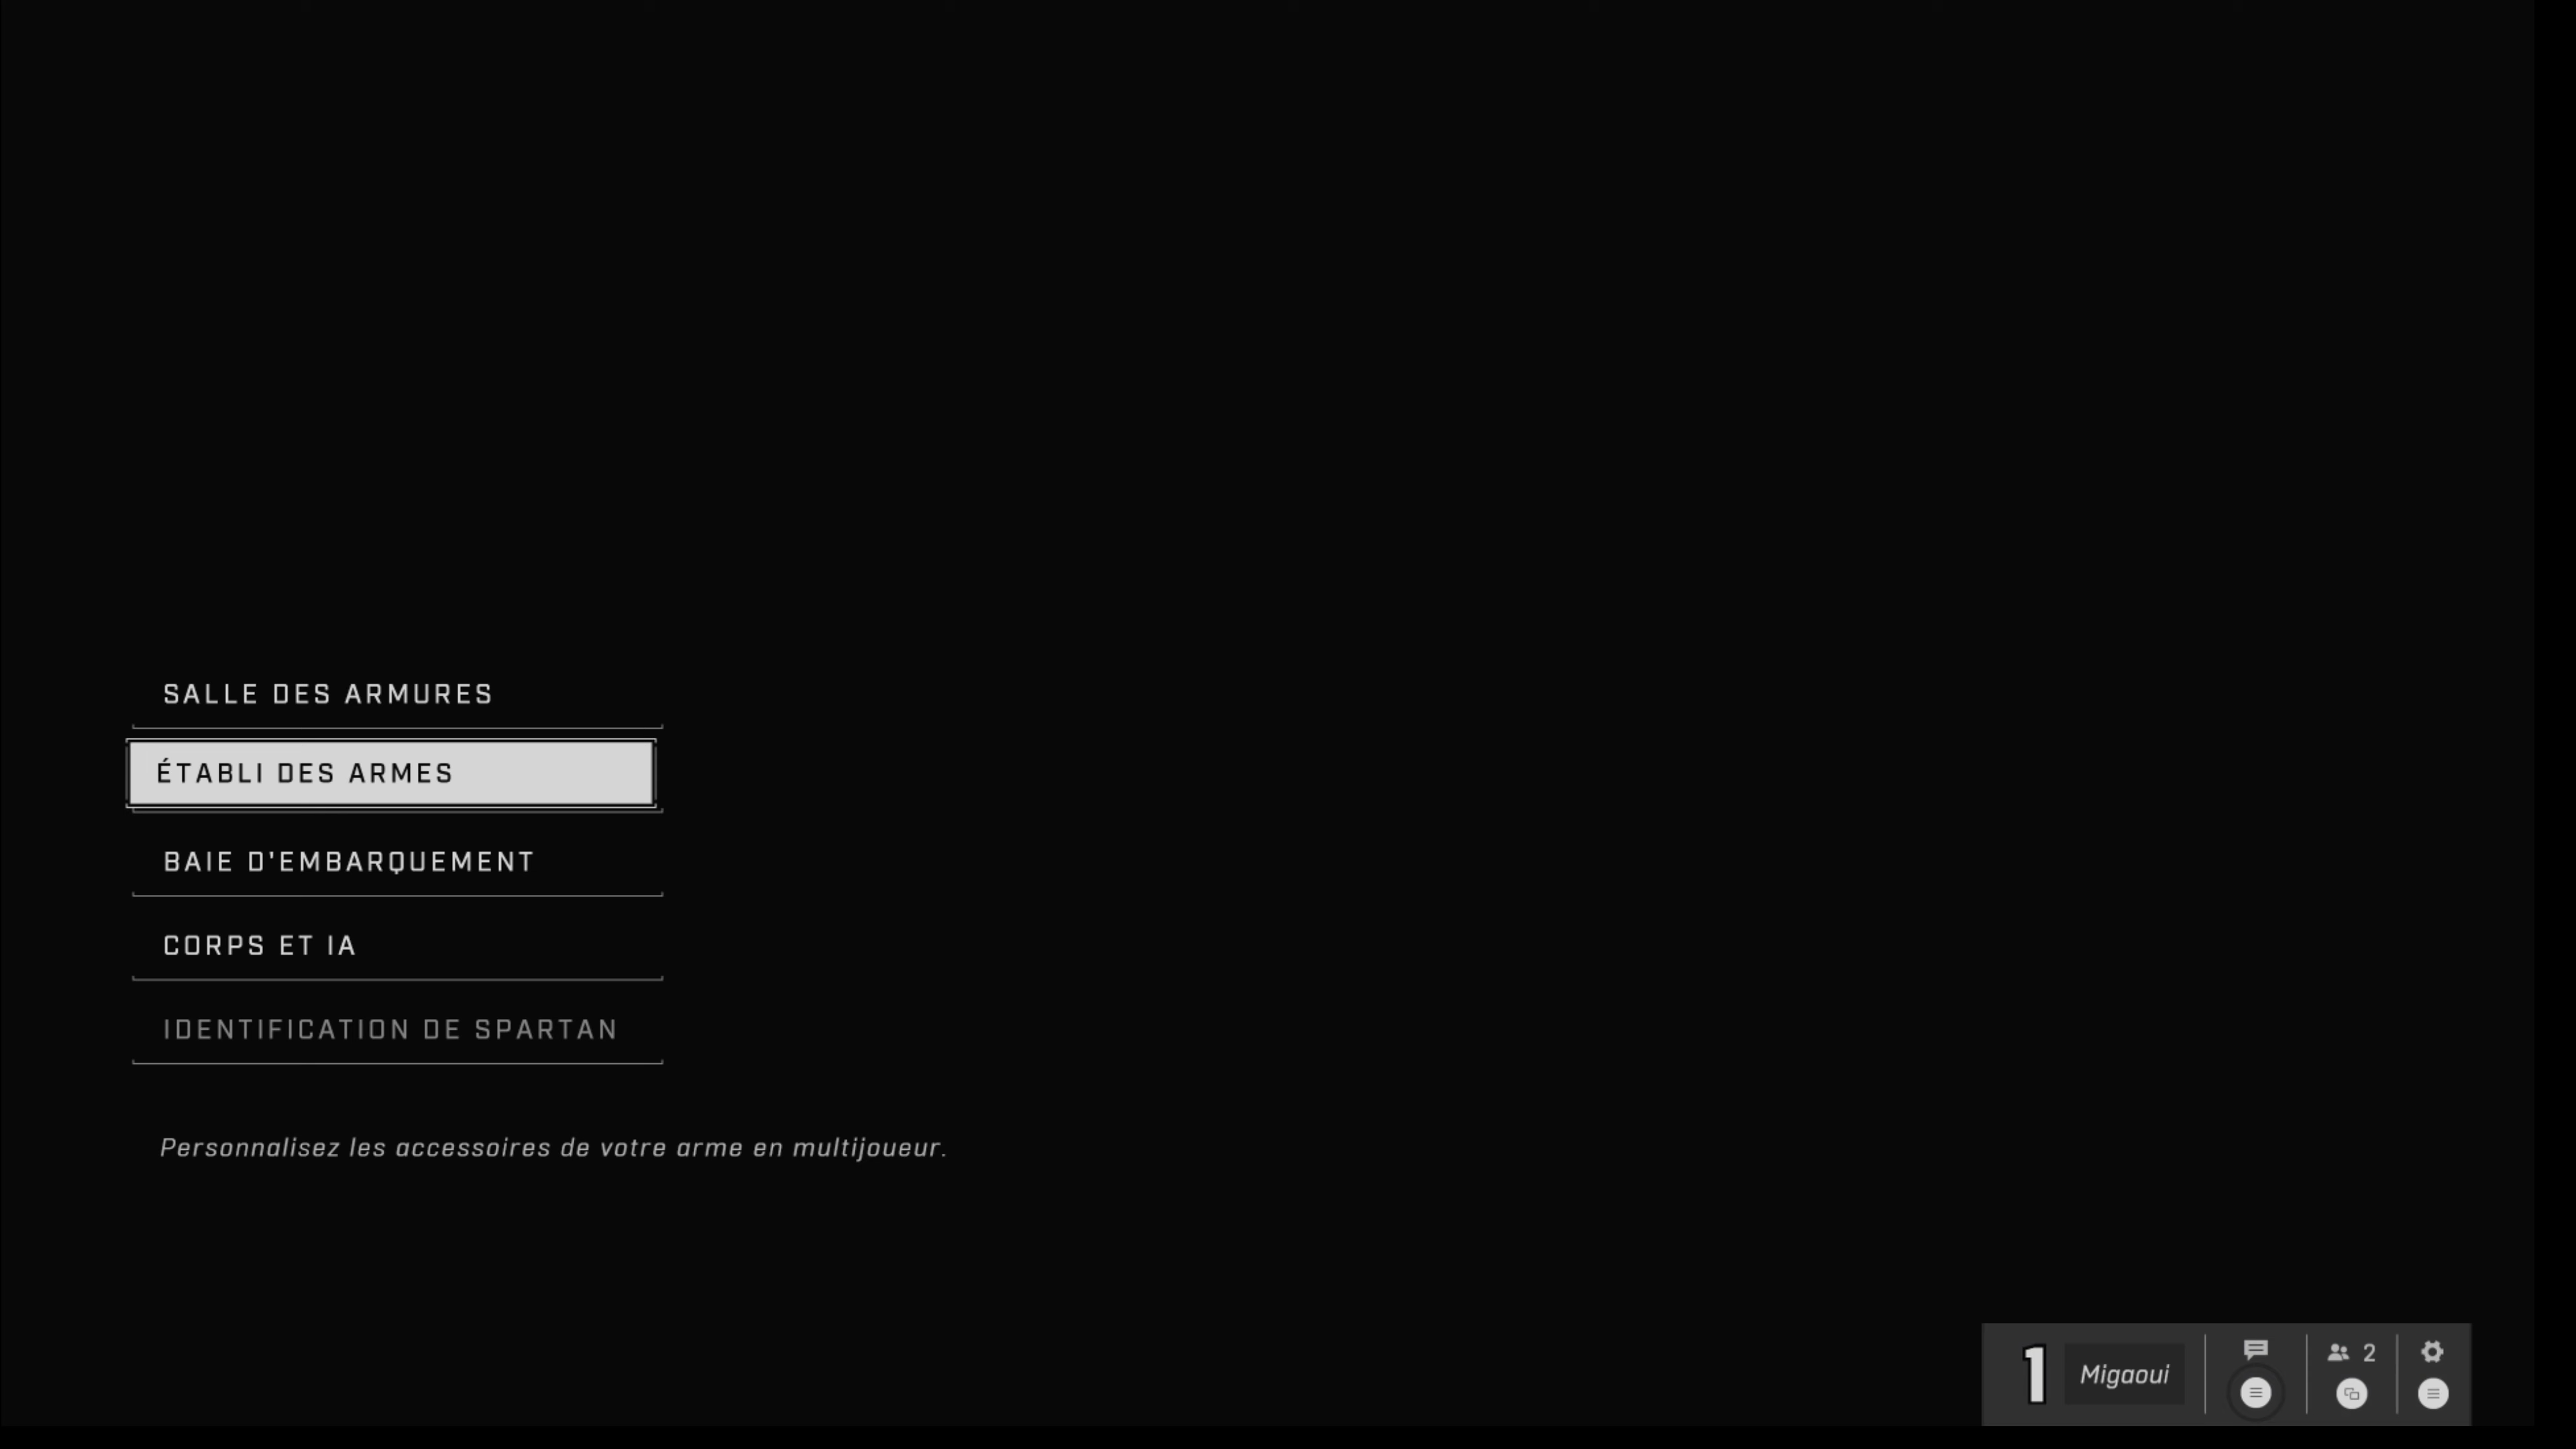 SALLE DES ARMURES
ÉTABLI DES ARMES
BAIE D'EMBARQUEMENT
CORPS ET IA
IDENTIFICATION DE SPARTAN
Personnalisez les accessoires de votre arme en multijoueur.
1 Migaoui 2